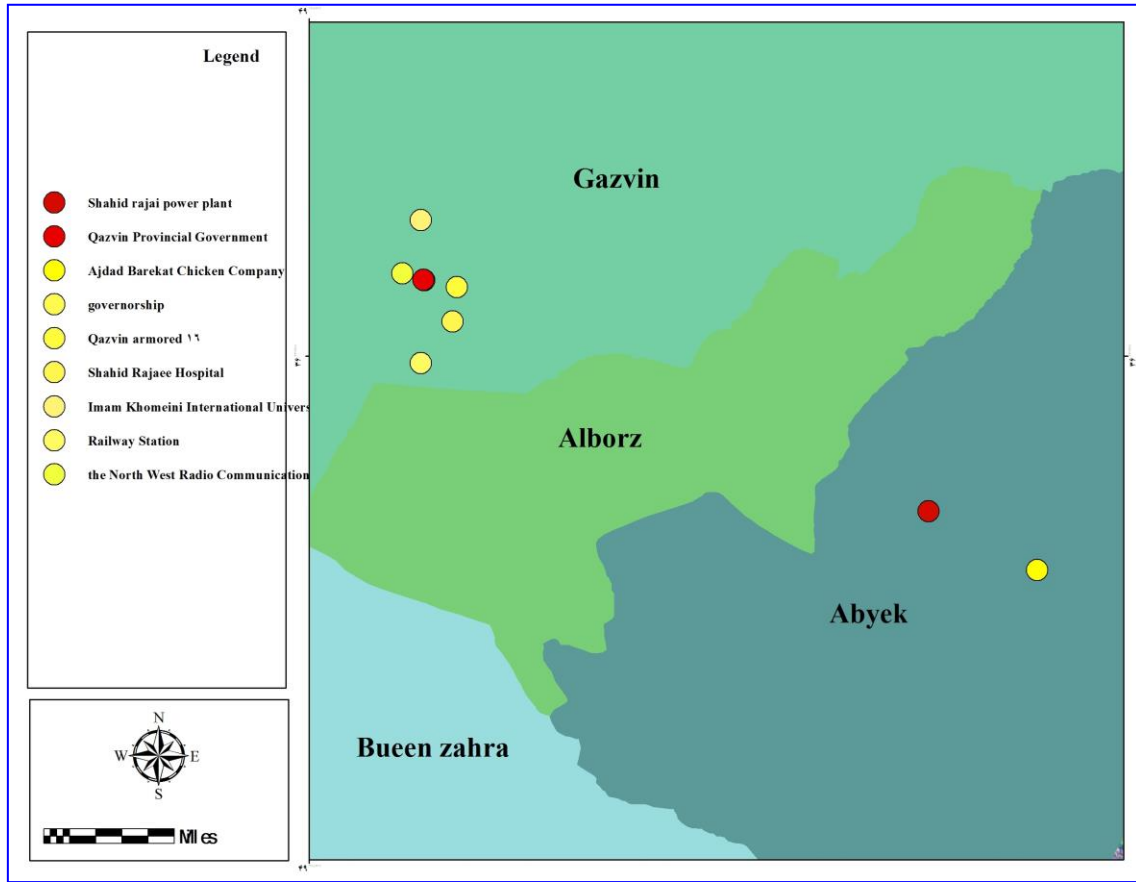 Legend
Shahid rajai power plant
Qazvin Provincial Government
Ajdad Barekat Chicken Company
governorship
Qazvin armored ۱٦
Shahid Rajaee Hospital
Imam Khomeini International Univers
Railway Station
the North West Radio Communication
N
W
E
S
Miles
Gazvin
Alborz
Abyek
Bueen zahra